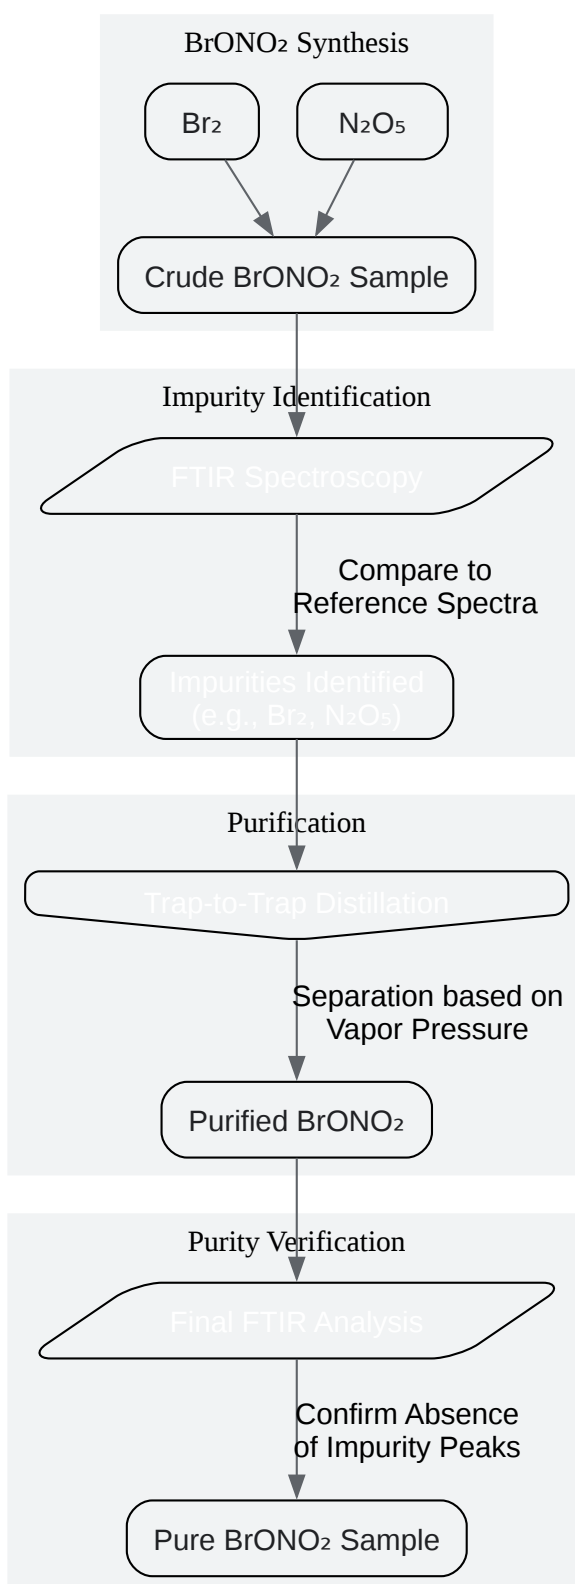 BrONO₂ Synthesis
Br₂
N₂O₅
Crude BrONO₂ Sample
Impurity Identification
FTIR Spectroscopy
Compare to
Reference Spectra
Impurities Identified
(e.g., Br₂, N₂O₅)
Purification
Trap-to-Trap Distillation
Separation based on
Vapor Pressure
Purified BrONO₂
Purity Verification
Final FTIR Analysis
Confirm Absence
of Impurity Peaks
Pure BrONO₂ Sample